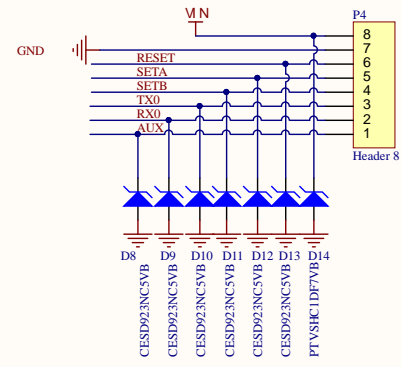 VIN
P4
8
GND
7
RESET
6
SETA
5
SETB
4
TX0
3
RX0
2
AUX
1
Header 8
D8
D9
D10
D11
D12
D13
D14
CESD923NC5VB
CESD923NC5VB
CESD923NC5VB
CESD923NC5VB
CESD923NC5VB
CESD923NC5VB
PTVSHC1DF7VB